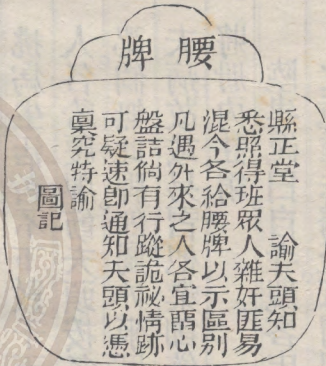 腰牌
縣正堂 諭夫頭知
悉照得班眾人雜奸匪易
混今各給腰牌以示區別
凡遇外來之人各宜留心
盤詰倘有行蹤詭祕情跡
可疑速卽通知夫頭以憑
稟究特諭
圖記